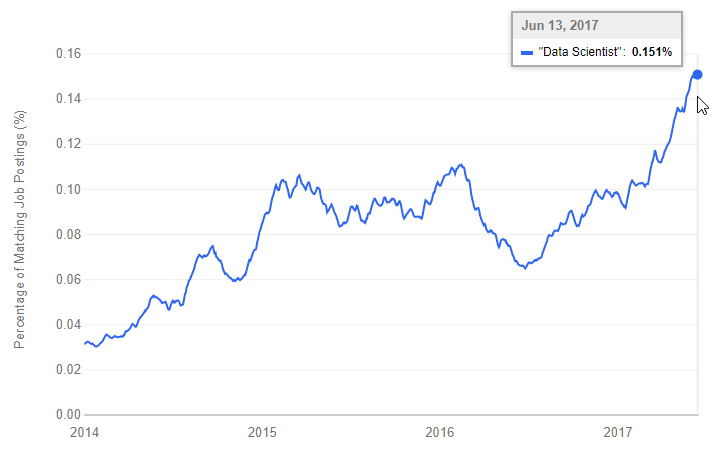 Jun 13, 2017
"Data Scientist": 0.151%
Percentage of Matching Job Postings (%)
0.16
0.14
0.12
0.10
0.08
0.06
0.04
0.02
0.00
2014 2015 2016 2017